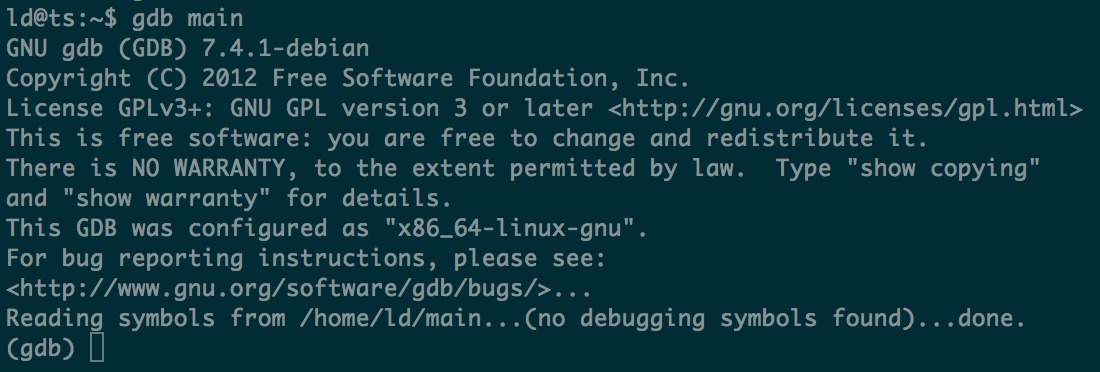 ld@ts:~$ gdb main
GNU gdb (GDB) 7.4.1-debian
Copyright (C) 2012 Free Software Foundation, Inc.
License GPLv3+: GNU GPL version 3 or later <http://gnu.org/licenses/gpl.html>
This is free software: you are free to change and redistribute it.
There is NO WARRANTY, to the extent permitted by law.  Type "show copying"
and "show warranty" for details.
This GDB was configured as "x86_64-linux-gnu".
For bug reporting instructions, please see:
<http://www.gnu.org/software/gdb/bugs/>...
Reading symbols from /home/ld/main...(no debugging symbols found)...done.
(gdb)